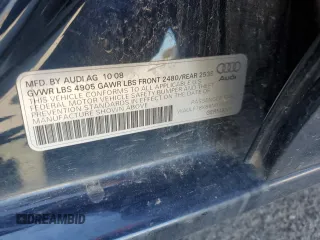 MFD. BY AUDI AG 10 08
GVWR LBS 4905 GAWR LBS FRONT 2480/REAR 2535
THIS VEHICLE CONFORMS TO ALL APPLICABLE
FEDERAL MOTOR VEHICLE SAFETY BUMPER AND THEFT
PREVENTION STANDARDS IN EFFECT ON THE DATE OF
MANUFACTURE SHOWN ABOVE
Audi
DREAMBID